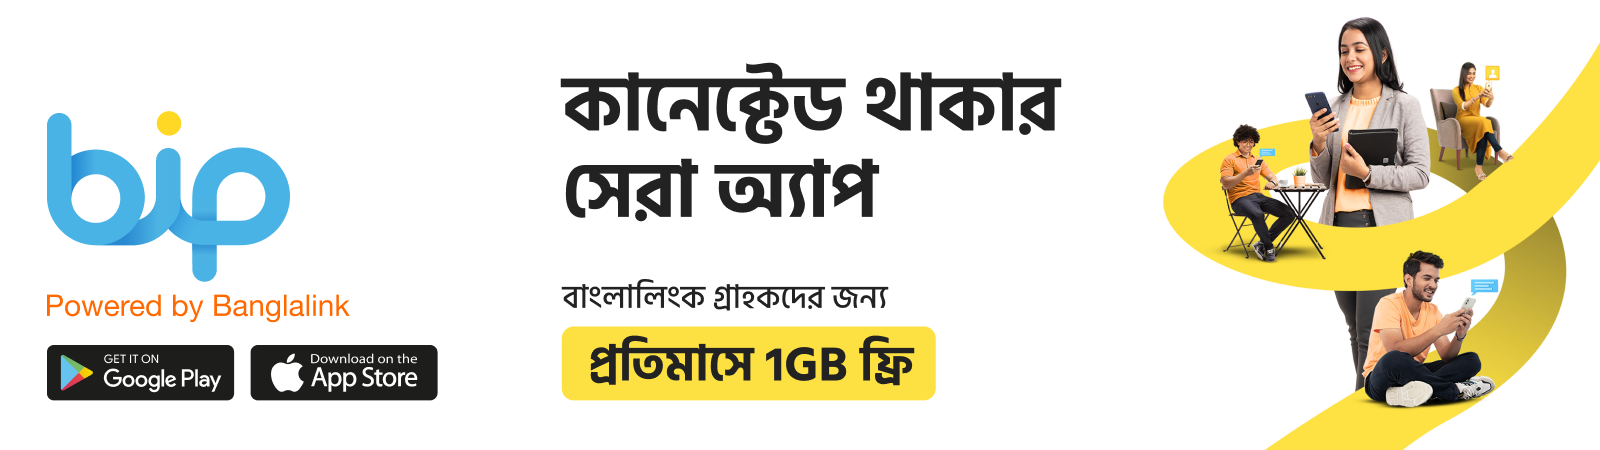 bip
Powered by Banglalink
GET IT ON
Google Play
Download on the
App Store
কানেক্টেড থাকার
সেরা অ্যাপ
বাংলালিংক গ্রাহকদের জন্য
প্রতিমাসে 1GB ফ্রি